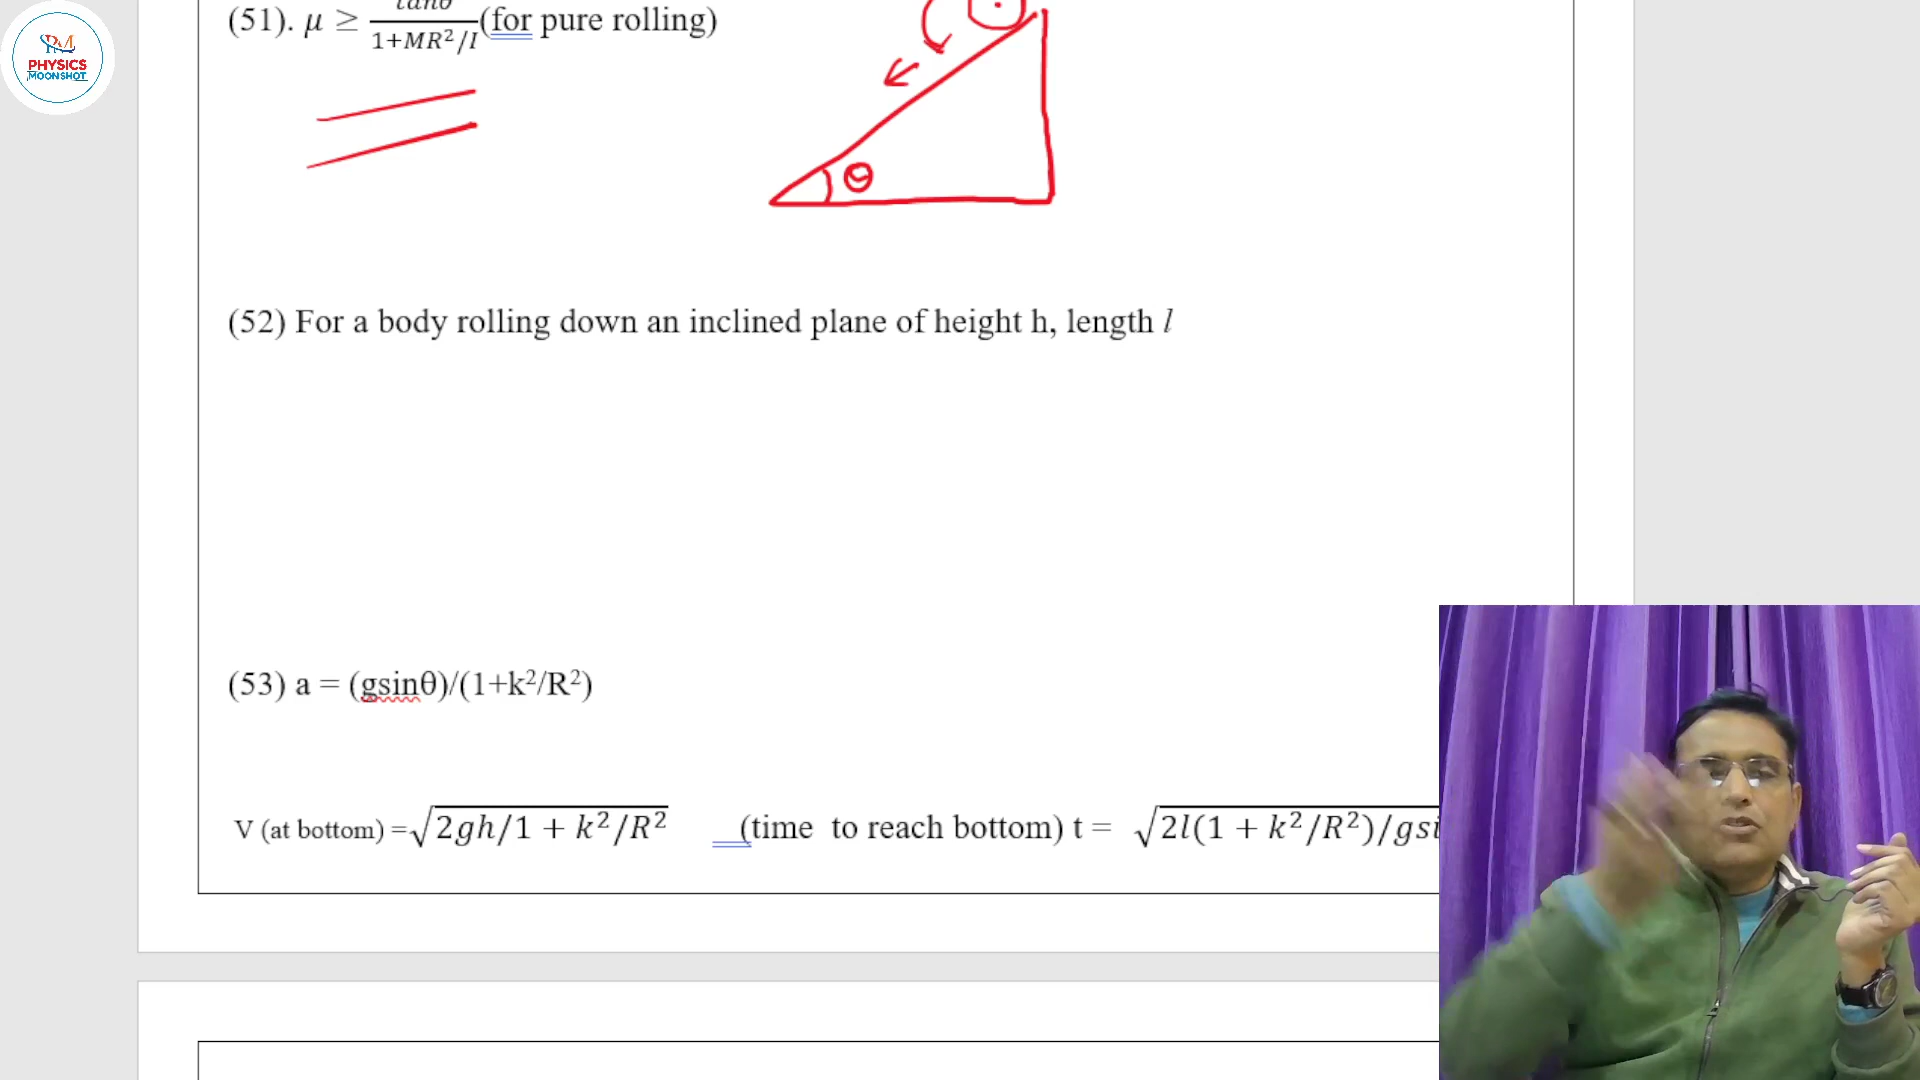 PHYSICS
MOONSHOT
(51). μ ≥ tanθ/1+MR²/I (for pure rolling)
θ
(52) For a body rolling down an inclined plane of height h, length l
(53) a = (gsinθ)/(1+k²/R²)
V (at bottom) = √2gh/1 + k²/R² (time to reach bottom) t = √2l(1 + k²/R²)/gsi